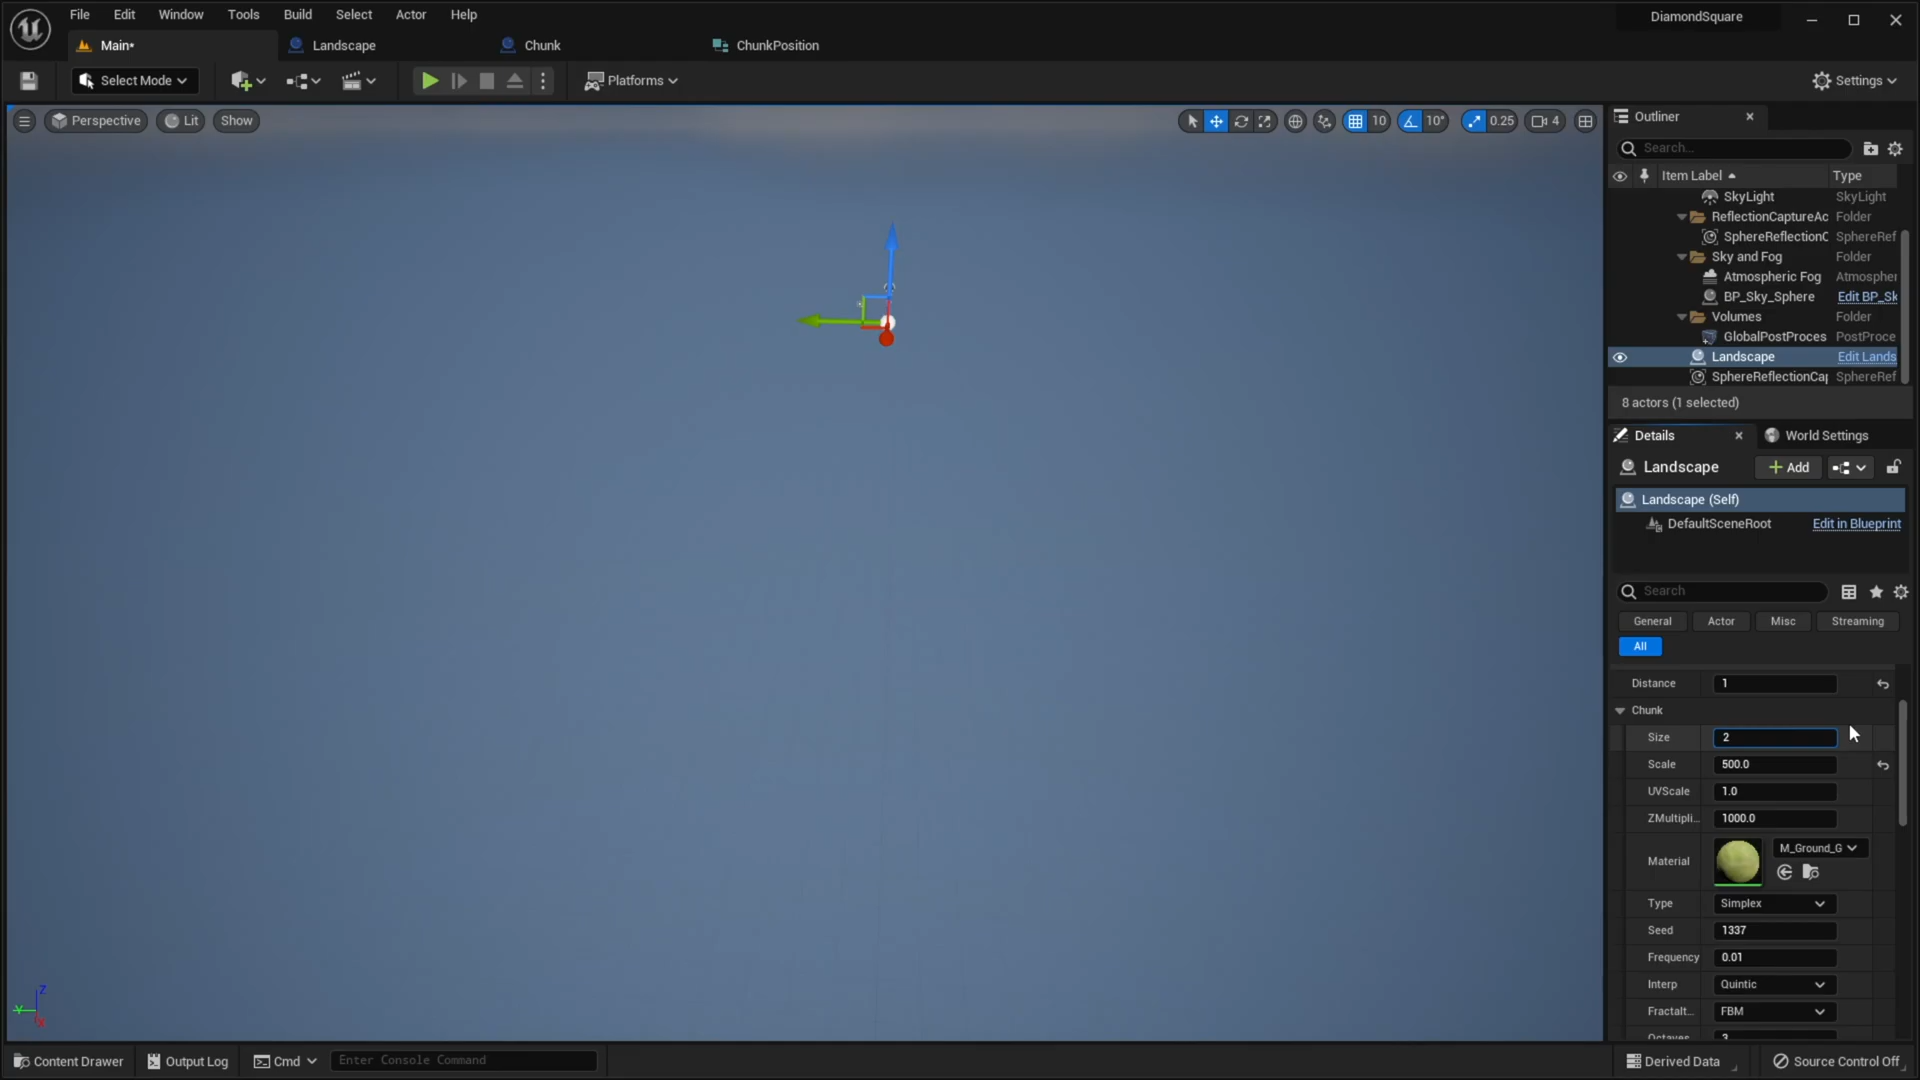 File Edit Window Tools Build Select Actor Help
DiamondSquare
Main*
Landscape
Chunk
ChunkPosition
Select Mode
Platforms
Settings
Perspective
Lit
Show
10
10°
0.25
4
Outliner
Search...
Item Label
Type
SkyLight SkyLight
ReflectionCaptureAc Folder
SphereReflectionC SphereRef
Sky and Fog Folder
Atmospheric Fog Atmospher
BP_Sky_Sphere Edit BP_Sk
Volumes Folder
GlobalPostProces PostProce
Landscape Edit Lands
SphereReflectionCap SphereRef
8 actors (1 selected)
Details
World Settings
Landscape
Add
Landscape (Self)
DefaultSceneRoot Edit in Blueprint
Search
General Actor Misc Streaming
All
Distance 1
Chunk
Size 2
Scale 500.0
UVScale 1.0
ZMultipli... 1000.0
Material
M_Ground_G
Type Simplex
Seed 1337
Frequency 0.01
Interp Quintic
Fractalt... FBM
Octaves 3
Z
Y
X
Content Drawer
Output Log
Cmd
Enter Console Command
Derived Data
Source Control Off